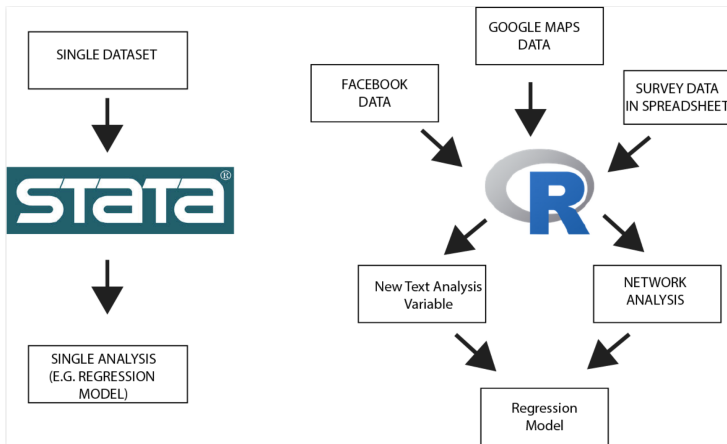 SINGLE DATASET
STATA®
SINGLE ANALYSIS
(E.G. REGRESSION
MODEL)
GOOGLE MAPS
DATA
FACEBOOK
DATA
SURVEY DATA
IN SPREADSHEET
R
New Text Analysis
Variable
NETWORK
ANALYSIS
Regression
Model